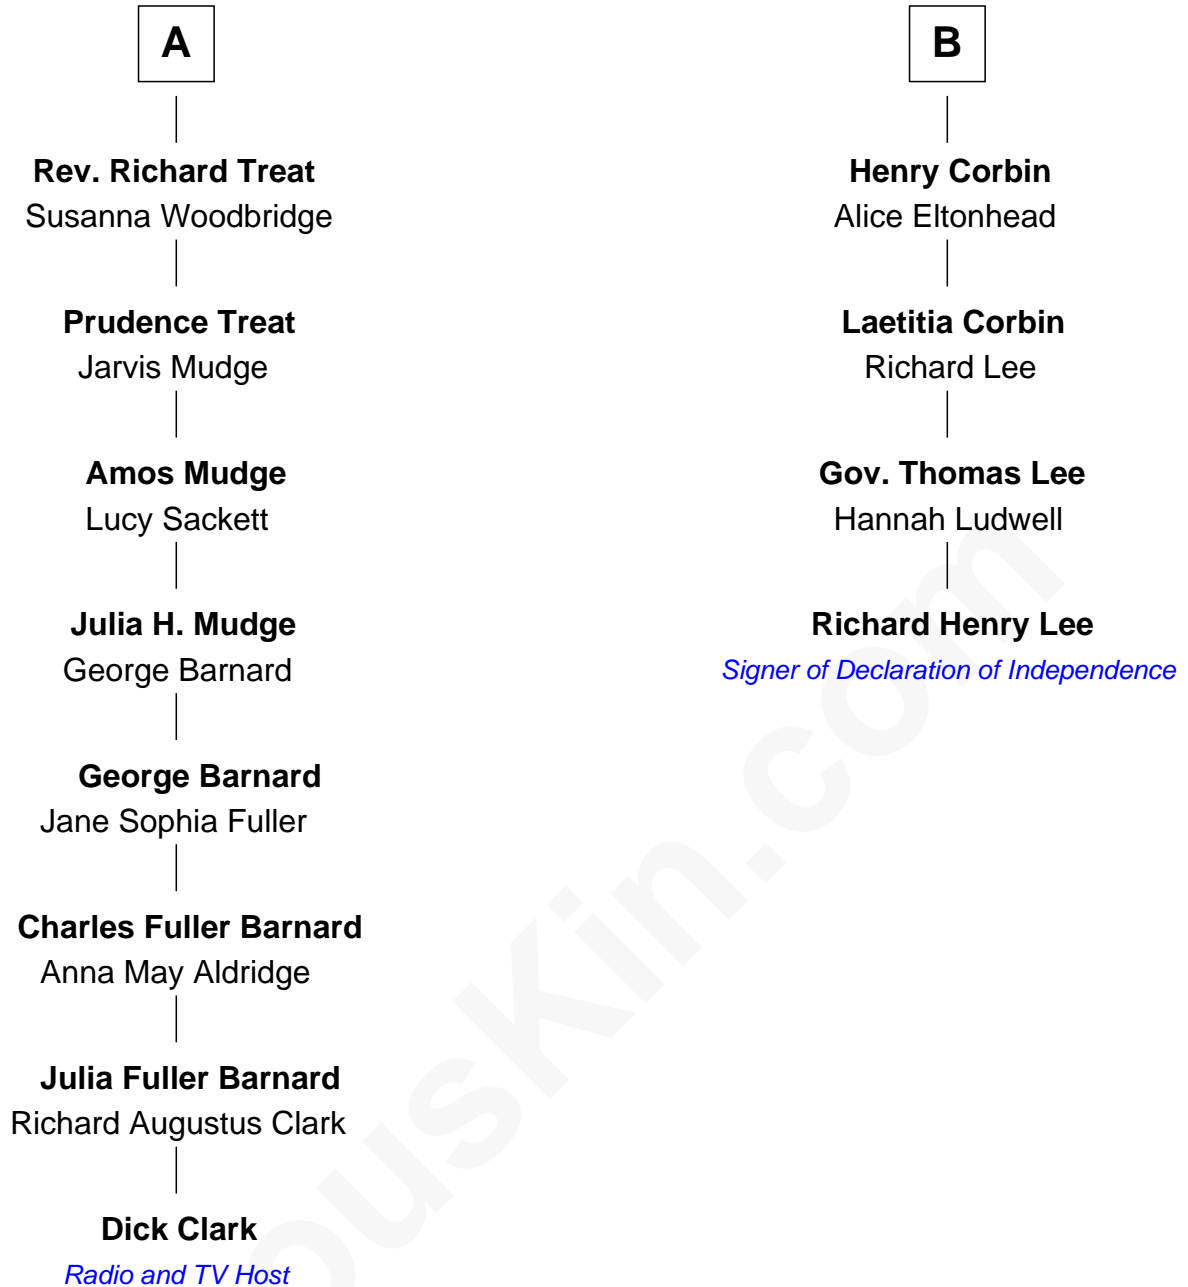 A
Rev. Richard Treat
Susanna Woodbridge
Prudence Treat
Jarvis Mudge
Amos Mudge
Lucy Sackett
Julia H. Mudge
George Barnard
George Barnard
Jane Sophia Fuller
Charles Fuller Barnard
Anna May Aldridge
Julia Fuller Barnard
Richard Augustus Clark
Dick Clark
Radio and TV Host
B
Henry Corbin
Alice Eltonhead
Laetitia Corbin
Richard Lee
Gov. Thomas Lee
Hannah Ludwell
Richard Henry Lee
Signer of Declaration of Independence
ousKin.com